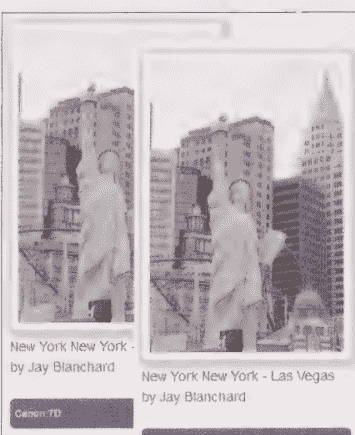 New York New York -
by Jay Blanchard
Canon 7D
New York New York - Las Vegas
by Jay Blanchard